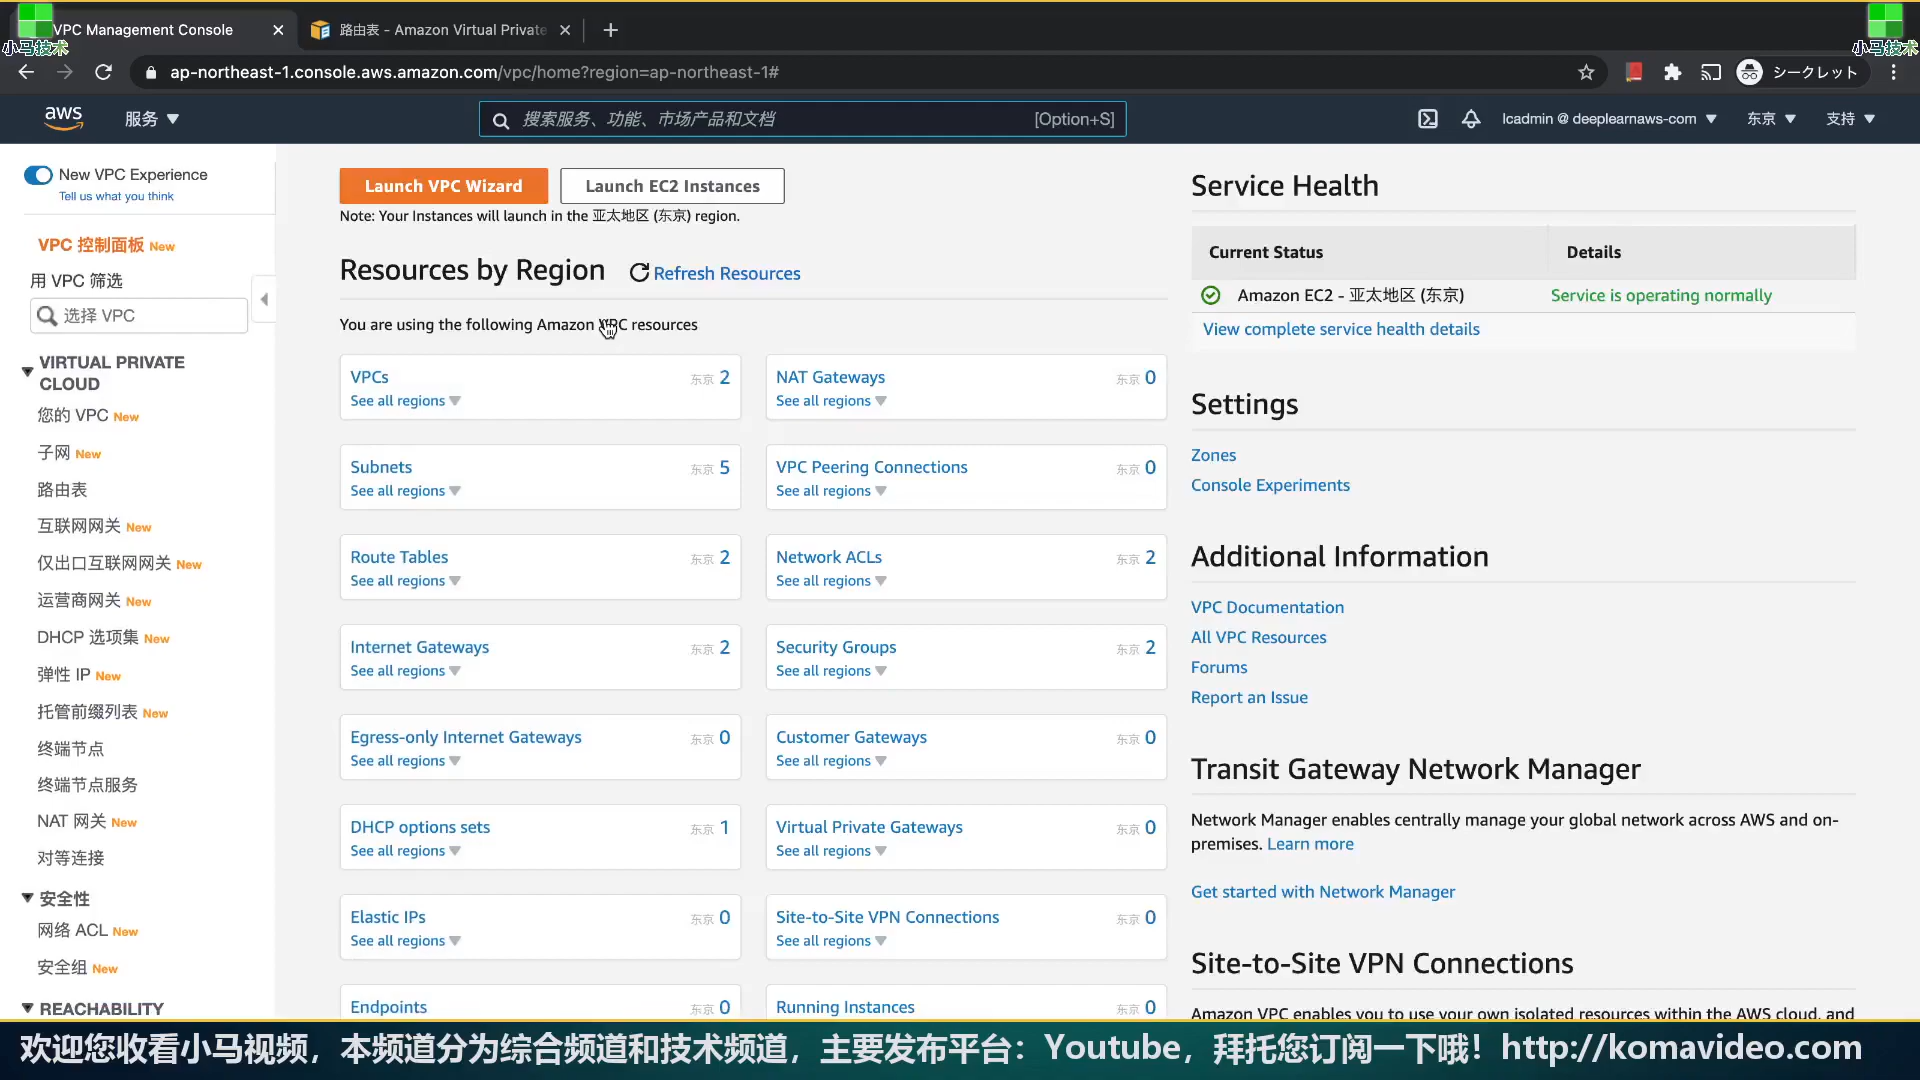 VPC Management Console
路由表 - Amazon Virtual Private
小马技术
小马技术
ap-northeast-1.console.aws.amazon.com/vpc/home?region=ap-northeast-1#
シークレット
aws
服务
搜索服务、功能、市场产品和文档
[Option+S]
lcadmin @ deeplearnaws-com
东京
支持
New VPC Experience
Tell us what you think
VPC 控制面板 New
用 VPC 筛选
选择 VPC
VIRTUAL PRIVATE
CLOUD
您的 VPC New
子网 New
路由表
互联网网关 New
仅出口互联网网关 New
运营商网关 New
DHCP 选项集 New
弹性 IP New
托管前缀列表 New
终端节点
终端节点服务
NAT 网关 New
对等连接
安全性
网络 ACL New
安全组 New
REACHABILITY
Launch VPC Wizard
Launch EC2 Instances
Note: Your Instances will launch in the 亚太地区 (东京) region.
Resources by Region
Refresh Resources
You are using the following Amazon VPC resources
VPCs 东京 2
See all regions
NAT Gateways 东京 0
See all regions
Subnets 东京 5
See all regions
VPC Peering Connections 东京 0
See all regions
Route Tables 东京 2
See all regions
Network ACLs 东京 2
See all regions
Internet Gateways 东京 2
See all regions
Security Groups 东京 2
See all regions
Egress-only Internet Gateways 东京 0
See all regions
Customer Gateways 东京 0
See all regions
DHCP options sets 东京 1
See all regions
Virtual Private Gateways 东京 0
See all regions
Elastic IPs 东京 0
See all regions
Site-to-Site VPN Connections 东京 0
See all regions
Endpoints 东京 0
Running Instances 东京 0
Service Health
Current Status Details
Amazon EC2 - 亚太地区 (东京) Service is operating normally
View complete service health details
Settings
Zones
Console Experiments
Additional Information
VPC Documentation
All VPC Resources
Forums
Report an Issue
Transit Gateway Network Manager
Network Manager enables centrally manage your global network across AWS and on-
premises. Learn more
Get started with Network Manager
Site-to-Site VPN Connections
Amazon VPC enables you to use your own isolated resources within the AWS cloud, and
欢迎您收看小马视频，本频道分为综合频道和技术频道，主要发布平台：Youtube，拜托您订阅一下哦！http://komavideo.com